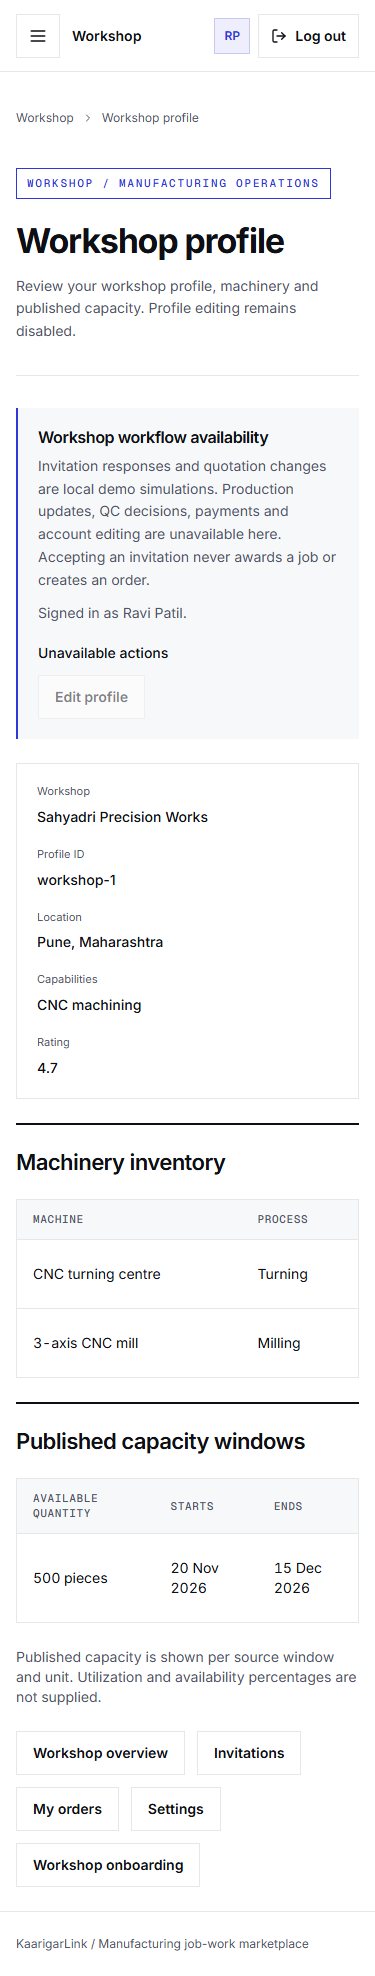 Workshop
RP
Log out
Workshop > Workshop profile
WORKSHOP / MANUFACTURING OPERATIONS
Workshop profile
Review your workshop profile, machinery and
published capacity. Profile editing remains
disabled.
Workshop workflow availability
Invitation responses and quotation changes
are local demo simulations. Production
updates, QC decisions, payments and
account editing are unavailable here.
Accepting an invitation never awards a job or
creates an order.
Signed in as Ravi Patil.
Unavailable actions
Edit profile
Workshop
Sahyadri Precision Works
Profile ID
workshop-1
Location
Pune, Maharashtra
Capabilities
CNC machining
Rating
4.7
Machinery inventory
MACHINE PROCESS
CNC turning centre Turning
3-axis CNC mill Milling
Published capacity windows
AVAILABLE QUANTITY STARTS ENDS
500 pieces 20 Nov 2026 15 Dec 2026
Published capacity is shown per source window
and unit. Utilization and availability percentages are
not supplied.
Workshop overview Invitations
My orders Settings
Workshop onboarding
KaarigarLink / Manufacturing job-work marketplace